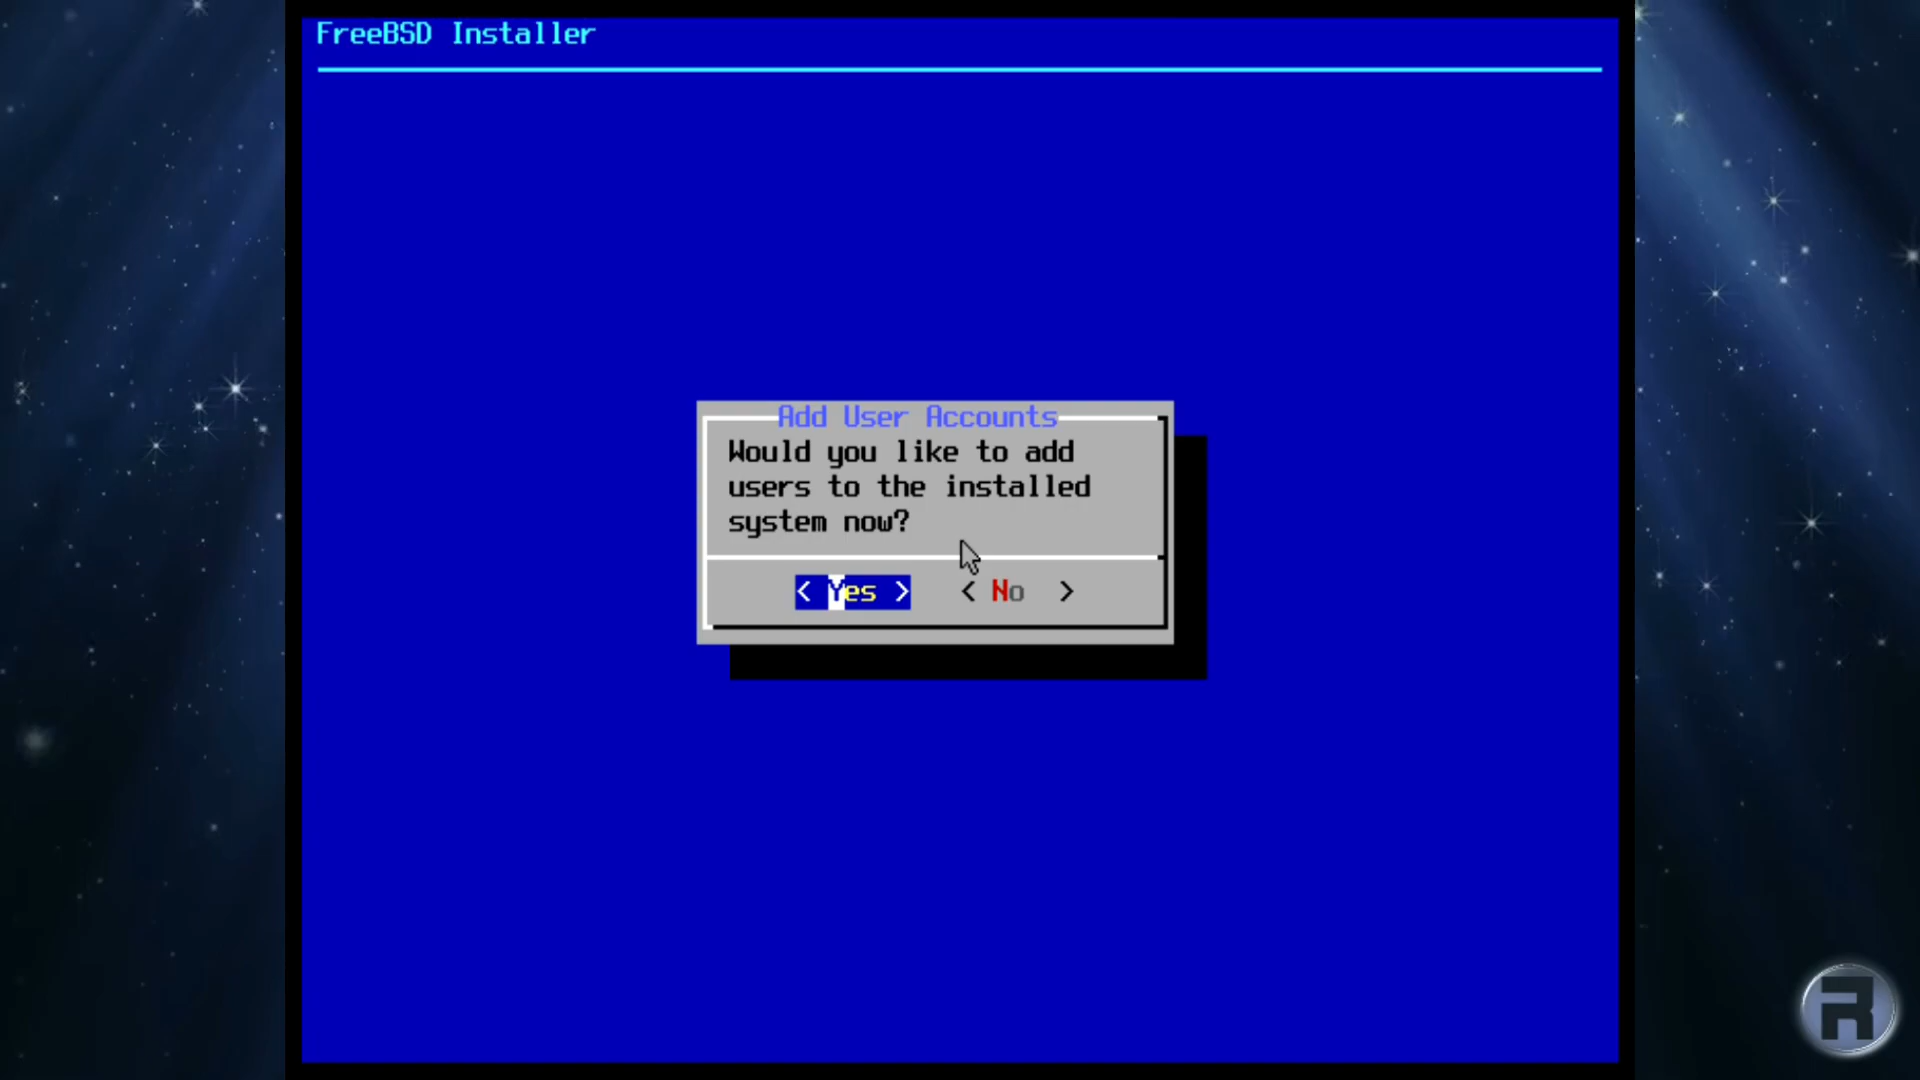 FreeBSD Installer
Add User Accounts
Would you like to add
users to the installed
system now?
< Yes > < No >
R